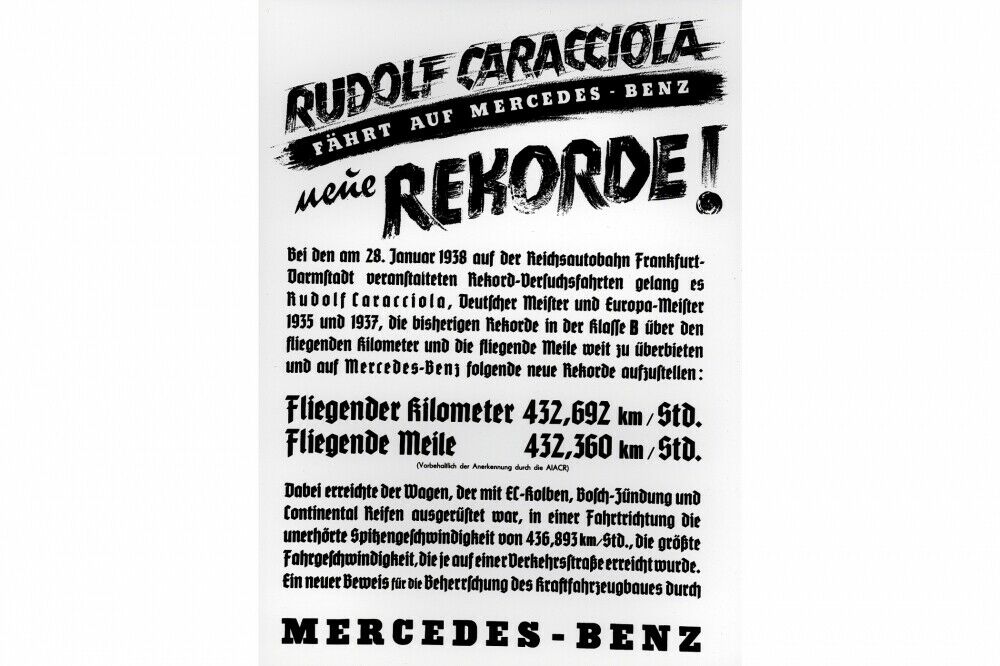 RUDOLF CARACCIOLA
FÄHRT AUF MERCEDES-BENZ
neue REKORDE!
Bei den am 28. Januar 1938 auf der Reichsautobahn Frankfurt-
Darmstadt veranstalteten Rekord-Versuchsfahrten gelang es
Rudolf Caracciola, Deutscher Meister und Europa-Meister
1935 und 1937, die bisherigen Rekorde in der Klasse B über den
fliegenden Kilometer und die fliegende Meile weit zu überbieten
und auf Mercedes-Benz folgende neue Rekorde aufzustellen:
Fliegender Kilometer 432,692 km/Std.
Fliegende Meile 432,360 km/Std.
(Vorbehaltlich der Anerkennung durch die AIACR)
Dabei erreichte der Wagen, der mit EC-Kolben, Bosch-Zündung und
Continental Reifen ausgerüstet war, in einer Fahrtrichtung die
unerhörte Spitzengeschwindigkeit von 436,893 km/Std., die größte
Fahrgeschwindigkeit, die je auf einer Verkehrsstraße erreicht wurde.
Ein neuer Beweis für die Beherrschung des Kraftfahrzeugbaues durch
MERCEDES-BENZ